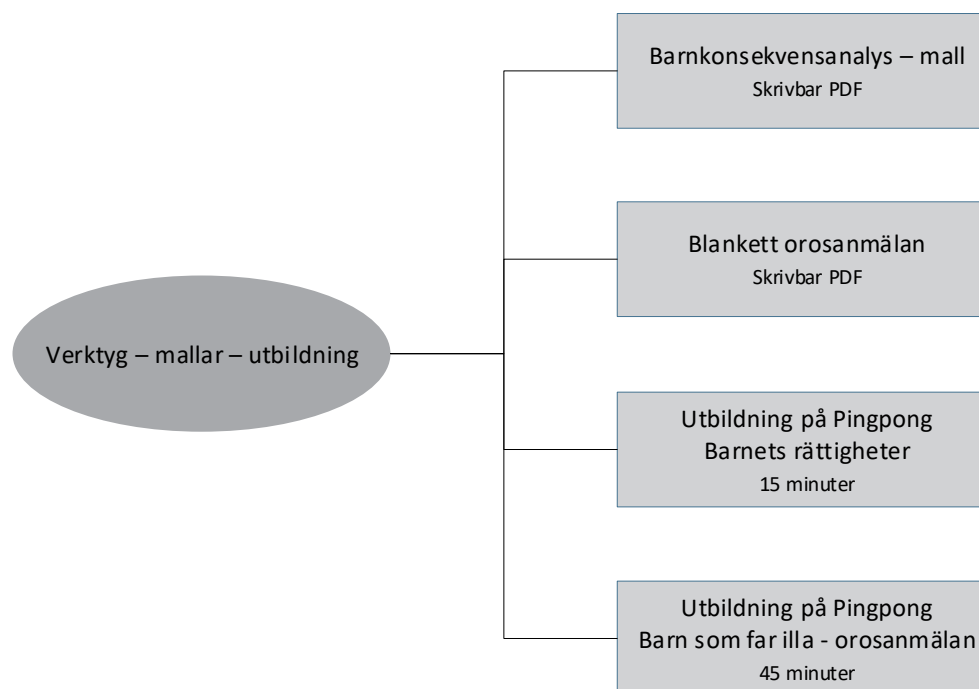 Verktyg – mallar – utbildning
Barnkonsekvensanalys – mall
Skrivbar PDF
Blankett orosanmälan
Skrivbar PDF
Utbildning på Pingpong
Barnets rättigheter
15 minuter
Utbildning på Pingpong
Barn som far illa - orosanmälan
45 minuter